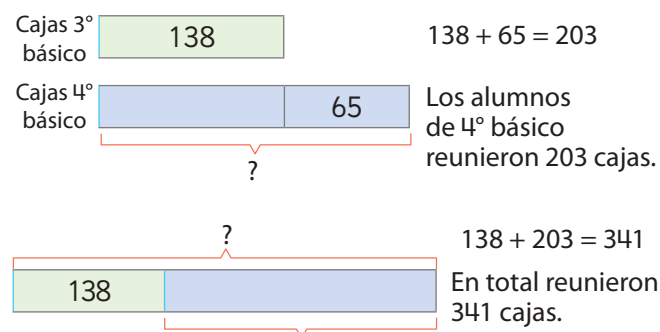 Cajas 3°
básico
138
138 + 65 = 203
Cajas 4°
básico
65
Los alumnos
de 4° básico
reunieron 203 cajas.
?
?
138 + 203 = 341
138
En total reunieron
341 cajas.